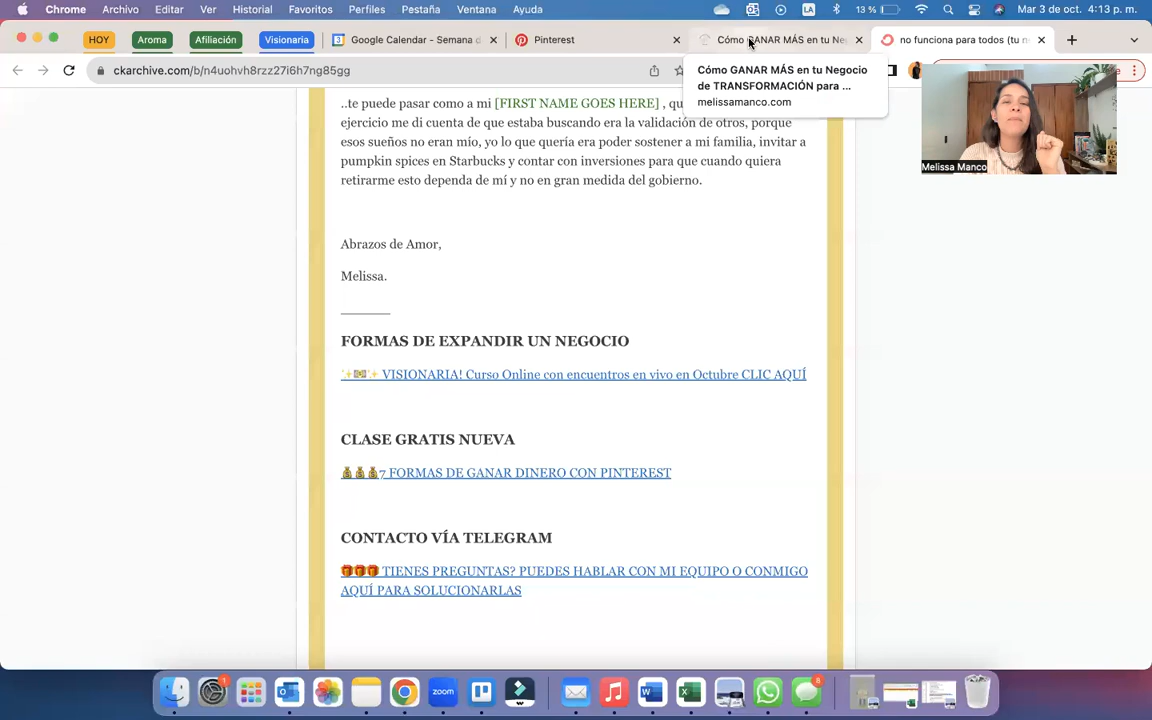 Chrome Archivo Editar Ver Historial Favoritos Perfiles Pestaña Ventana Ayuda LA 13 % Mar 3 de oct. 4:13 p. m.
HOY Aroma Afiliación Visionaria Google Calendar - Semana d Pinterest Cómo GANAR MÁS en tu Ne no funciona para todos (tu n
ckarchive.com/b/n4uohvh8rzz27i6h7ng85gg
Cómo GANAR MÁS en tu Negocio
de TRANSFORMACIÓN para ...
melissamanco.com
Melissa Manco
..te puede pasar como a mi [FIRST NAME GOES HERE] , qu
ejercicio me di cuenta de que estaba buscando era la validación de otros, porque
esos sueños no eran mío, yo lo que quería era poder sostener a mi familia, invitar a
pumpkin spices en Starbucks y contar con inversiones para que cuando quiera
retirarme esto dependa de mí y no en gran medida del gobierno.
Abrazos de Amor,
Melissa.
FORMAS DE EXPANDIR UN NEGOCIO
✨💵✨ VISIONARIA! Curso Online con encuentros en vivo en Octubre CLIC AQUÍ
CLASE GRATIS NUEVA
💰💰💰7 FORMAS DE GANAR DINERO CON PINTEREST
CONTACTO VÍA TELEGRAM
🎁🎁🎁 TIENES PREGUNTAS? PUEDES HABLAR CON MI EQUIPO O CONMIGO
AQUÍ PARA SOLUCIONARLAS
1
zoom
8